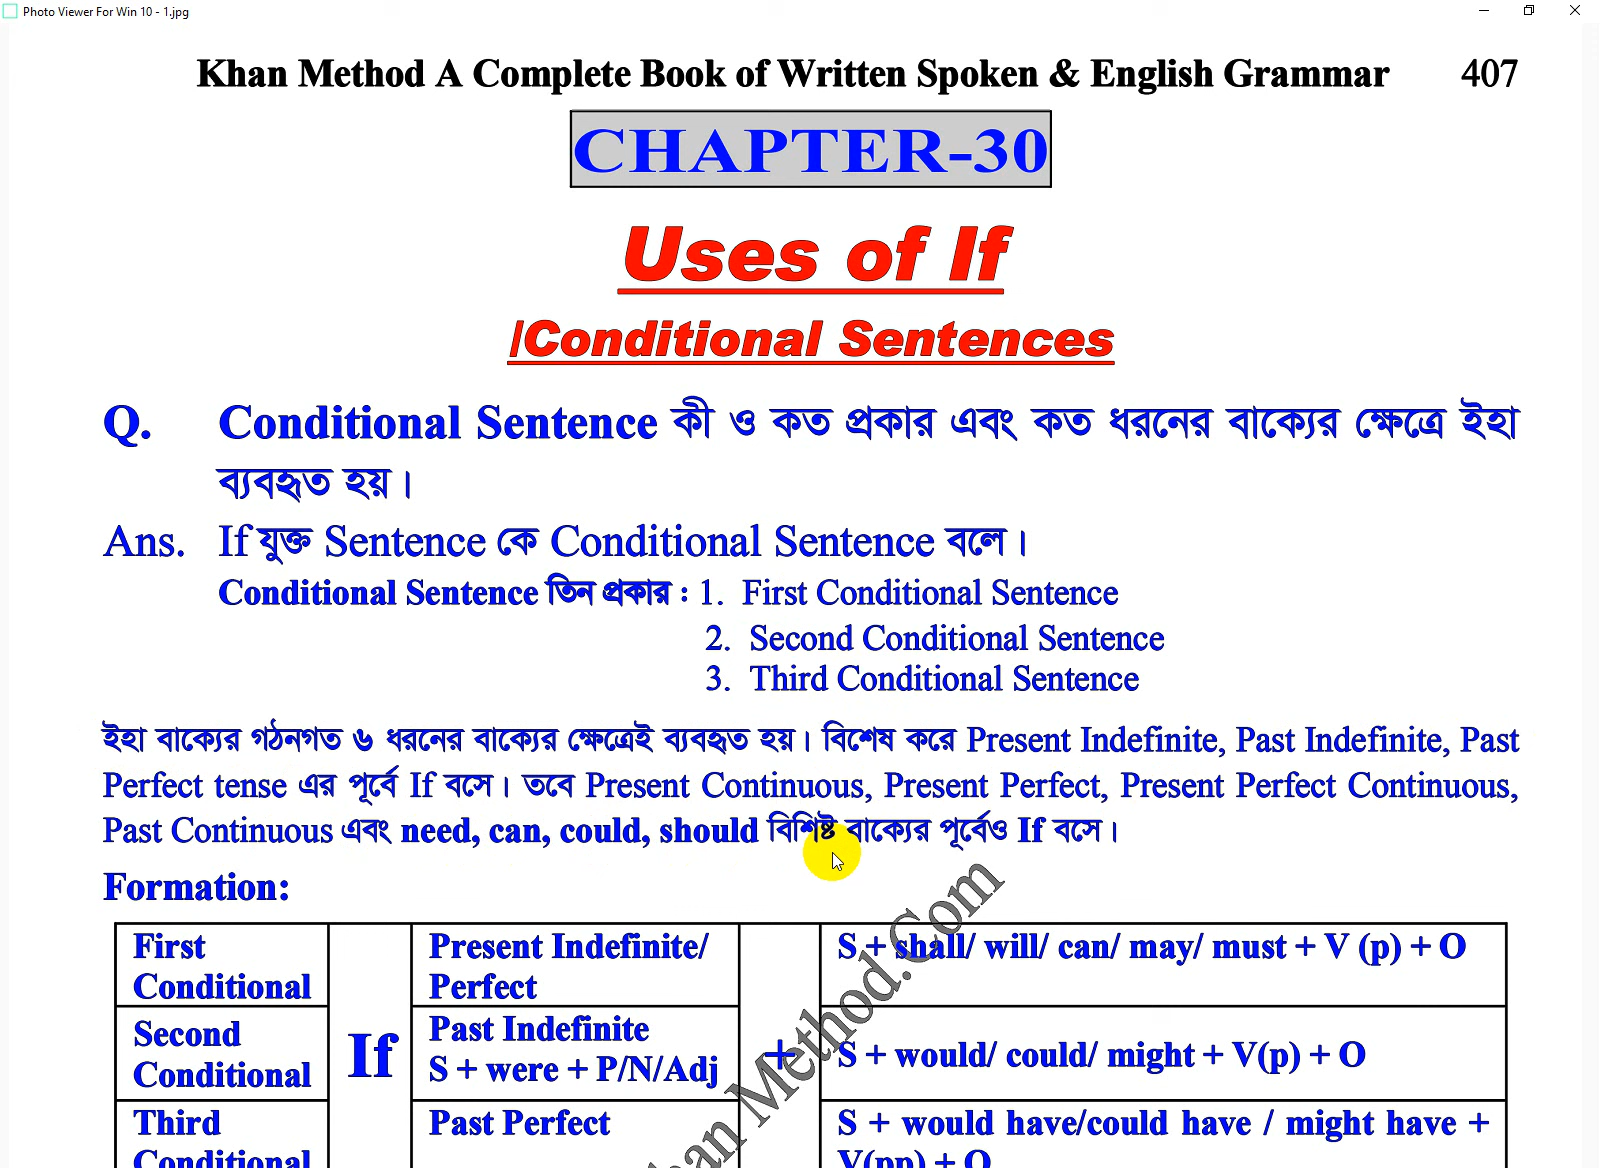 Photo Viewer For Win 10 - 1.jpg
Khan Method A Complete Book of Written Spoken & English Grammar 407
CHAPTER-30
Uses of If
/Conditional Sentences
Q. Conditional Sentence কী ও কত প্রকার এবং কত ধরনের বাক্যের ক্ষেত্রে ইহা
ব্যবহৃত হয়।
Ans. If যুক্ত Sentence কে Conditional Sentence বলে।
Conditional Sentence তিন প্রকার : 1. First Conditional Sentence
2. Second Conditional Sentence
3. Third Conditional Sentence
ইহা বাক্যের গঠনগত ৬ ধরনের বাক্যের ক্ষেত্রেই ব্যবহৃত হয়। বিশেষ করে Present Indefinite, Past Indefinite, Past
Perfect tense এর পূর্বে If বসে। তবে Present Continuous, Present Perfect, Present Perfect Continuous,
Past Continuous এবং need, can, could, should বিশিষ্ট বাক্যের পূর্বেও If বসে।
Formation:
First Present Indefinite/ S + shall/ will/ can/ may/ must + V (p) + O
Conditional Perfect
Second Past Indefinite
If + S + would/ could/ might + V(p) + O
Conditional S + were + P/N/Adj
Third Past Perfect S + would have/could have / might have +
Conditional V(pp) + O
han Method.Com